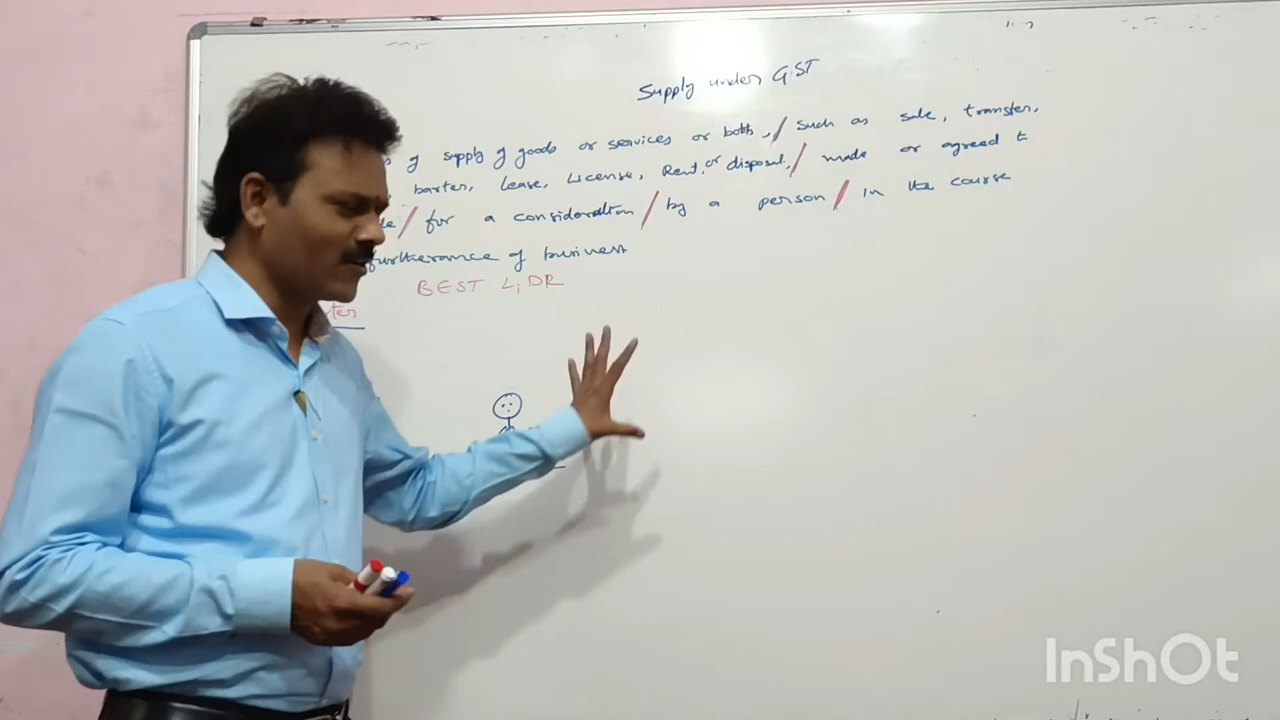 Supply under GST
of supply of goods or services or both, / such as sale, transfer,
barter, Lease, License, Rent, or disposal, / made or agreed t
/ for a consideration / by a person / in the course
furtherance of business
BEST LiDR
InShOt